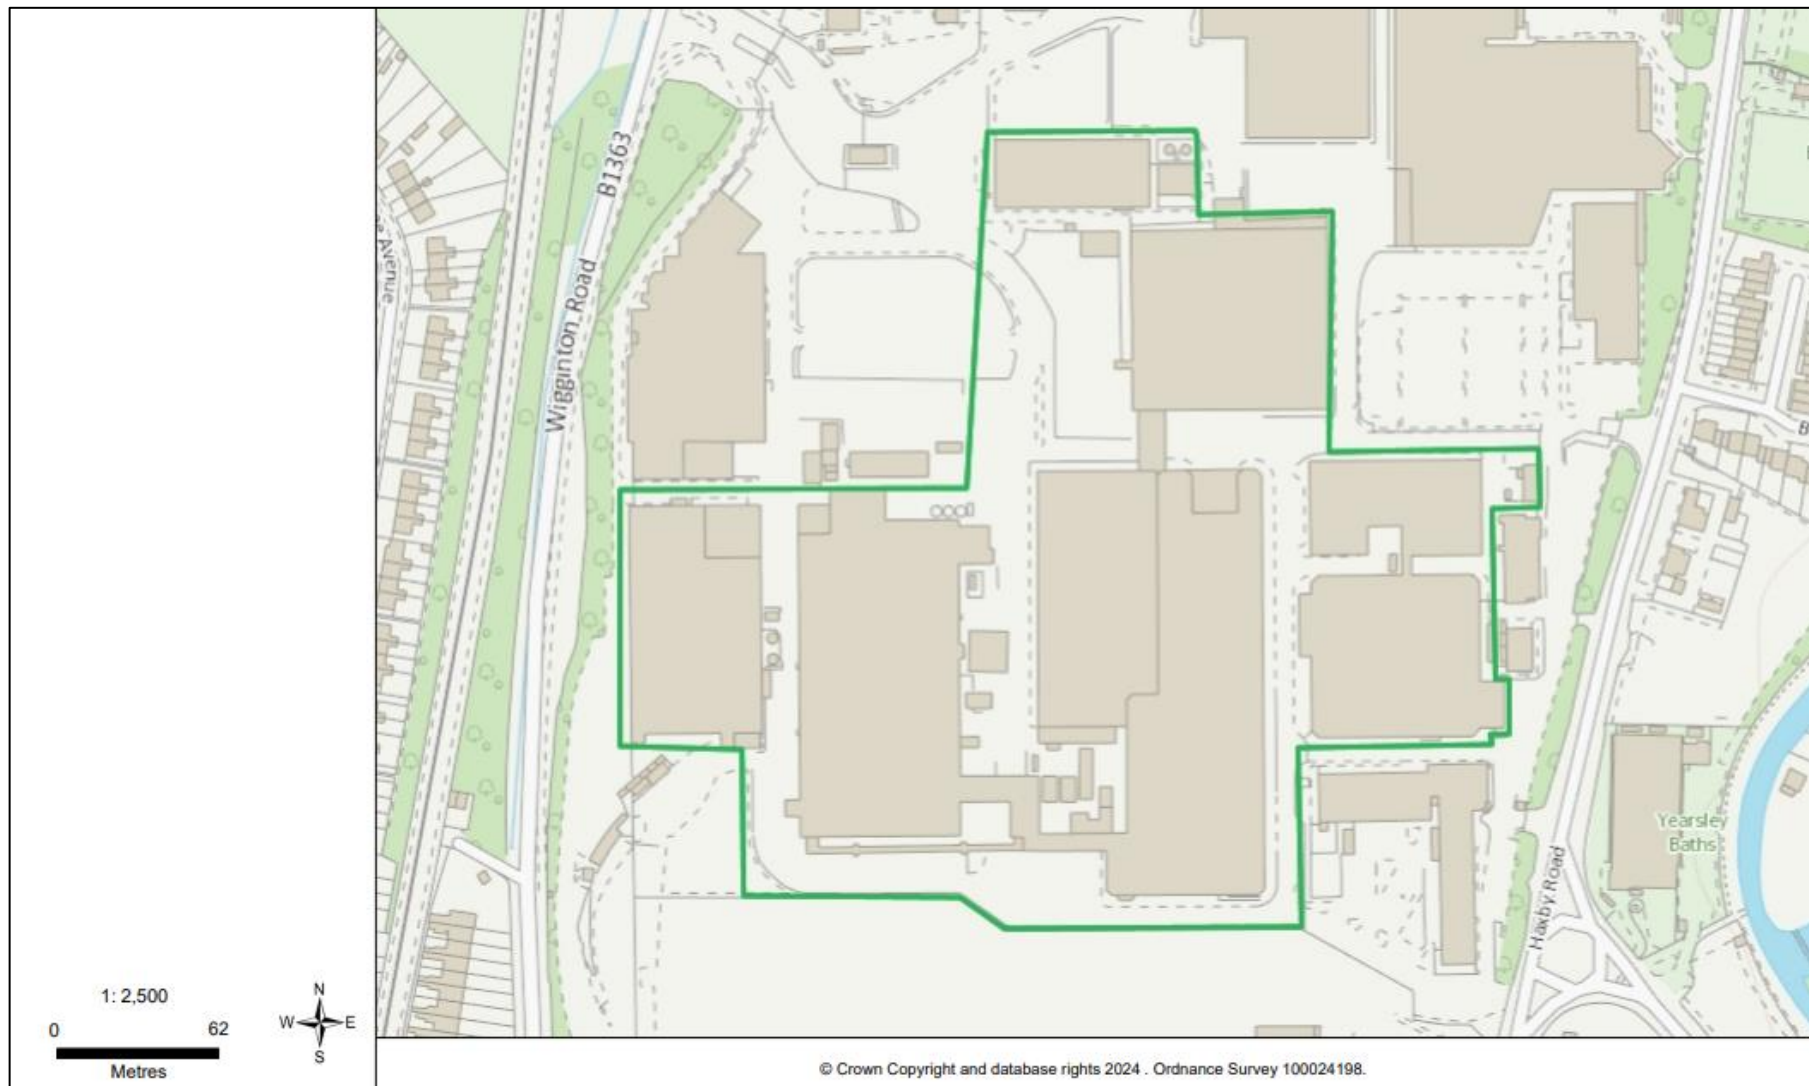 B1363
Wigginton Road
Avenue
Yearsley
Baths
Haxby Road
B
1: 2,500
0 62
Metres
N
W E
S
© Crown Copyright and database rights 2024 . Ordnance Survey 100024198.